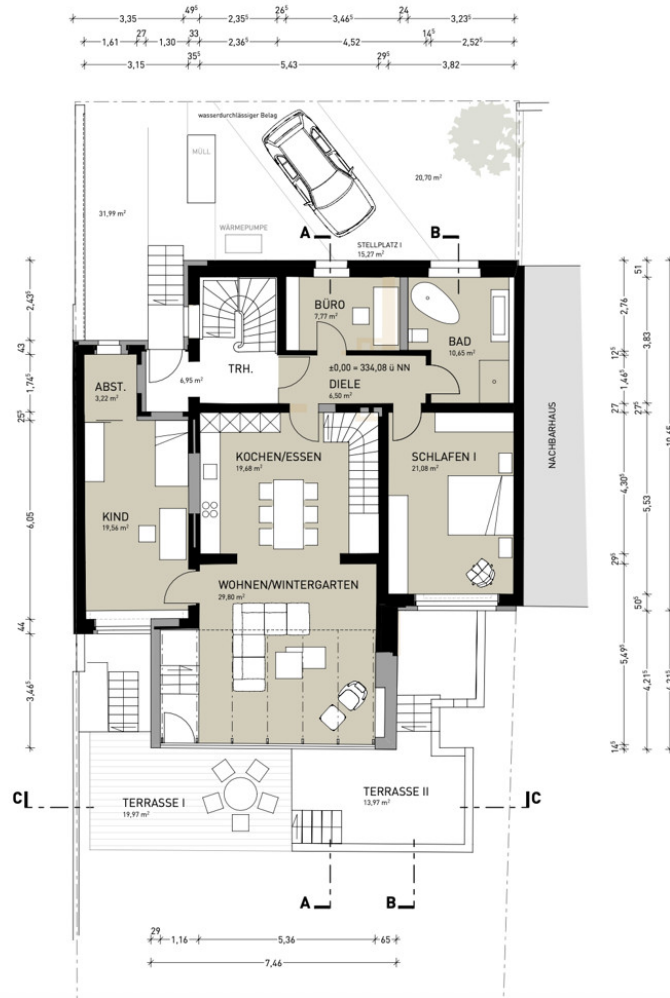 3,35 49⁵ 2,35 26⁵ 3,46⁵ 24 3,23⁵
1,61 27 1,30 33 2,36⁵ 4,52 14⁵ 2,52⁵
3,15 35⁵ 5,43 29⁵ 3,82
wasserdurchlässiger Belag
MÜLL
20,70 m²
31,99 m²
WÄRMEPUMPE
A
B
STELLPLATZ I
15,27 m²
BÜRO
7,77 m²
BAD
10,65 m²
TRH.
6,95 m²
±0,00 = 334,08 ü NN
DIELE
6,50 m²
ABST.
3,22 m²
KOCHEN/ESSEN
19,68 m²
SCHLAFEN I
21,08 m²
NACHBARHAUS
KIND
19,56 m²
WOHNEN/WINTERGARTEN
29,80 m²
C
TERRASSE I
19,97 m²
TERRASSE II
13,97 m²
C
A
B
2,43⁵
43
1,74⁵
25⁵
6,05
44
3,46⁵
2,76
12⁵
1,46⁵
27
4,30⁵
29⁵
5,49⁵
14⁵
51
3,83
27⁵
5,53
50⁵
4,21⁵
29 1,16 5,36 65
7,46